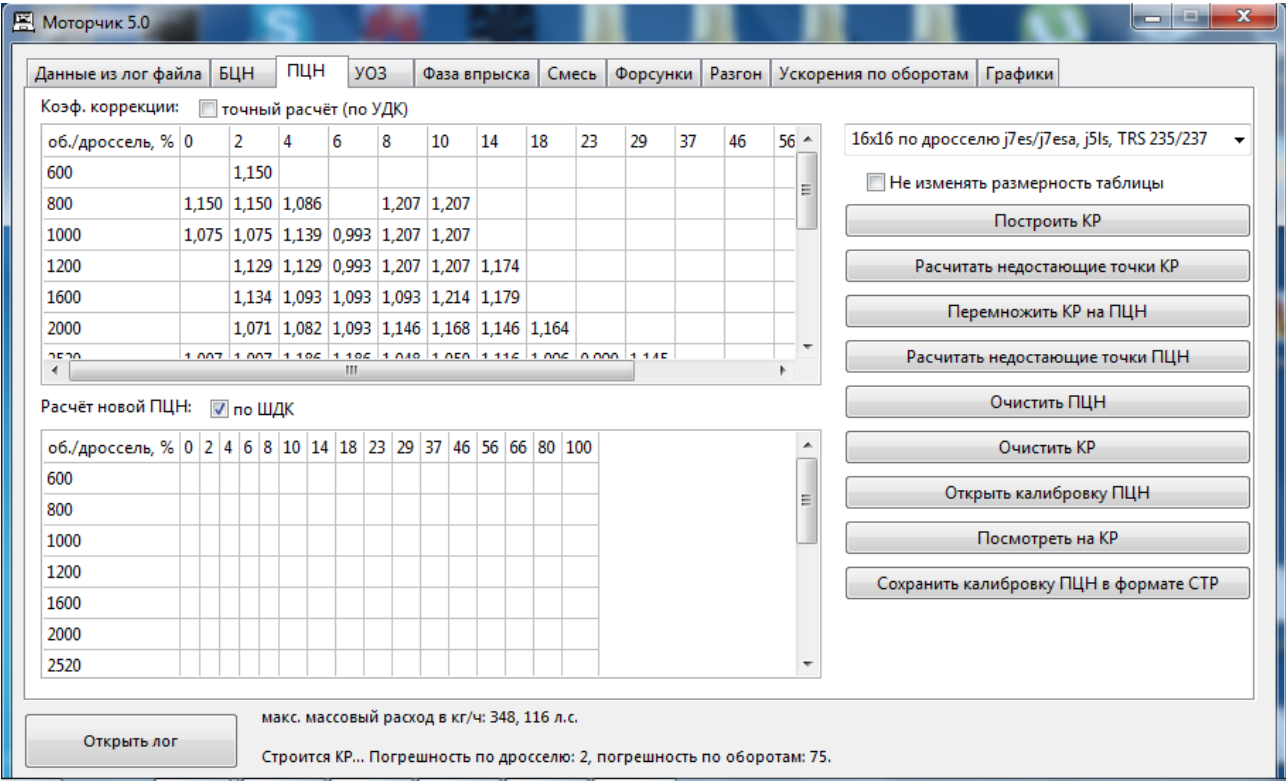 Моторчик 5.0
Данные из лог файла БЦН ПЦН УОЗ Фаза впрыска Смесь Форсунки Разгон Ускорения по оборотам Графики
Коэф. коррекции: точный расчёт (по УДК)
об./дроссель, % 0 2 4 6 8 10 14 18 23 29 37 46 56
600 1,150
800 1,150 1,150 1,086 1,207 1,207
1000 1,075 1,075 1,139 0,993 1,207 1,207
1200 1,129 1,129 0,993 1,207 1,207 1,174
1600 1,134 1,093 1,093 1,093 1,214 1,179
2000 1,071 1,082 1,093 1,146 1,168 1,146 1,164
16x16 по дросселю j7es/j7esa, j5ls, TRS 235/237
Не изменять размерность таблицы
Построить КР
Расчитать недостающие точки КР
Перемножить КР на ПЦН
Расчитать недостающие точки ПЦН
Очистить ПЦН
Очистить КР
Открыть калибровку ПЦН
Посмотреть на КР
Сохранить калибровку ПЦН в формате СТР
Расчёт новой ПЦН: по ШДК
об./дроссель, % 0 2 4 6 8 10 14 18 23 29 37 46 56 66 80 100
600
800
1000
1200
1600
2000
2520
Открыть лог
макс. массовый расход в кг/ч: 348, 116 л.с.
Строится КР... Погрешность по дросселю: 2, погрешность по оборотам: 75.